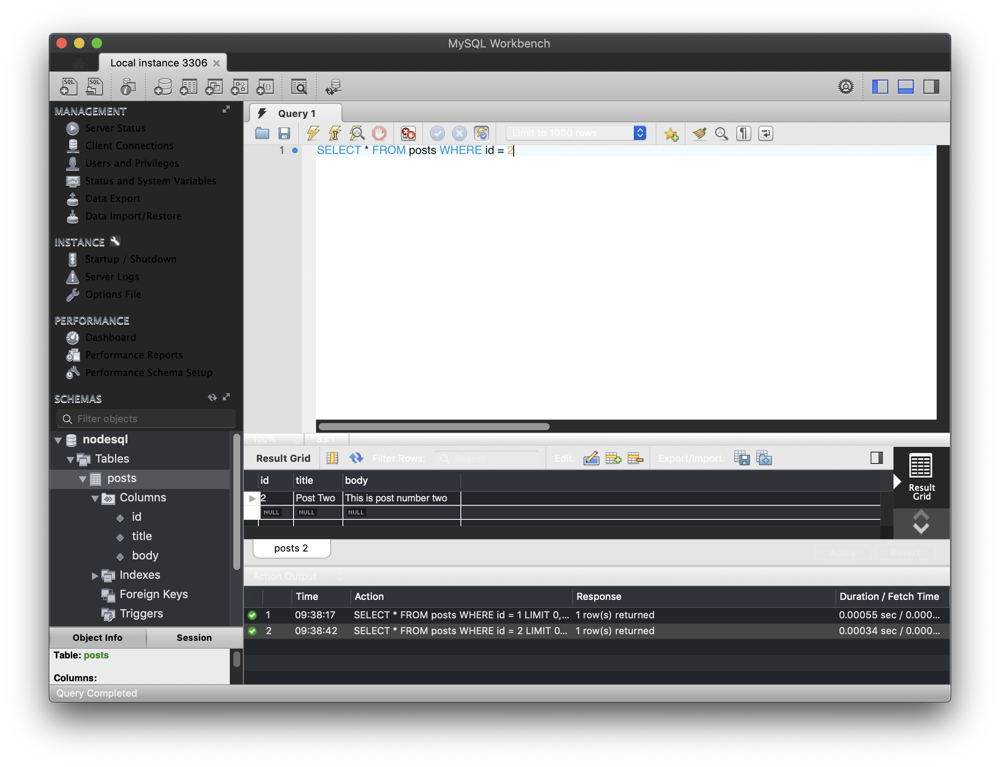 MySQL Workbench
Local instance 3306
SQL SQL
MANAGEMENT
Server Status
Client Connections
Users and Privileges
Status and System Variables
Data Export
Data Import/Restore
INSTANCE
Startup / Shutdown
Server Logs
Options File
PERFORMANCE
Dashboard
Performance Reports
Performance Schema Setup
SCHEMAS
Filter objects
nodesql
Tables
posts
Columns
id
title
body
Indexes
Foreign Keys
Triggers
Object Info Session
Table: posts
Columns:
Query Completed
Query 1
Limit to 1000 rows
1 SELECT * FROM posts WHERE id = 2
100% 33:1
Result Grid Filter Rows: Search Edit: Export/Import:
id title body
2 Post Two This is post number two
NULL NULL NULL
Result
Grid
posts 2 Apply Revert
Action Output
Time Action Response Duration / Fetch Time
1 09:38:17 SELECT * FROM posts WHERE id = 1 LIMIT 0,... 1 row(s) returned 0.00055 sec / 0.000...
2 09:38:42 SELECT * FROM posts WHERE id = 2 LIMIT 0... 1 row(s) returned 0.00034 sec / 0.000...